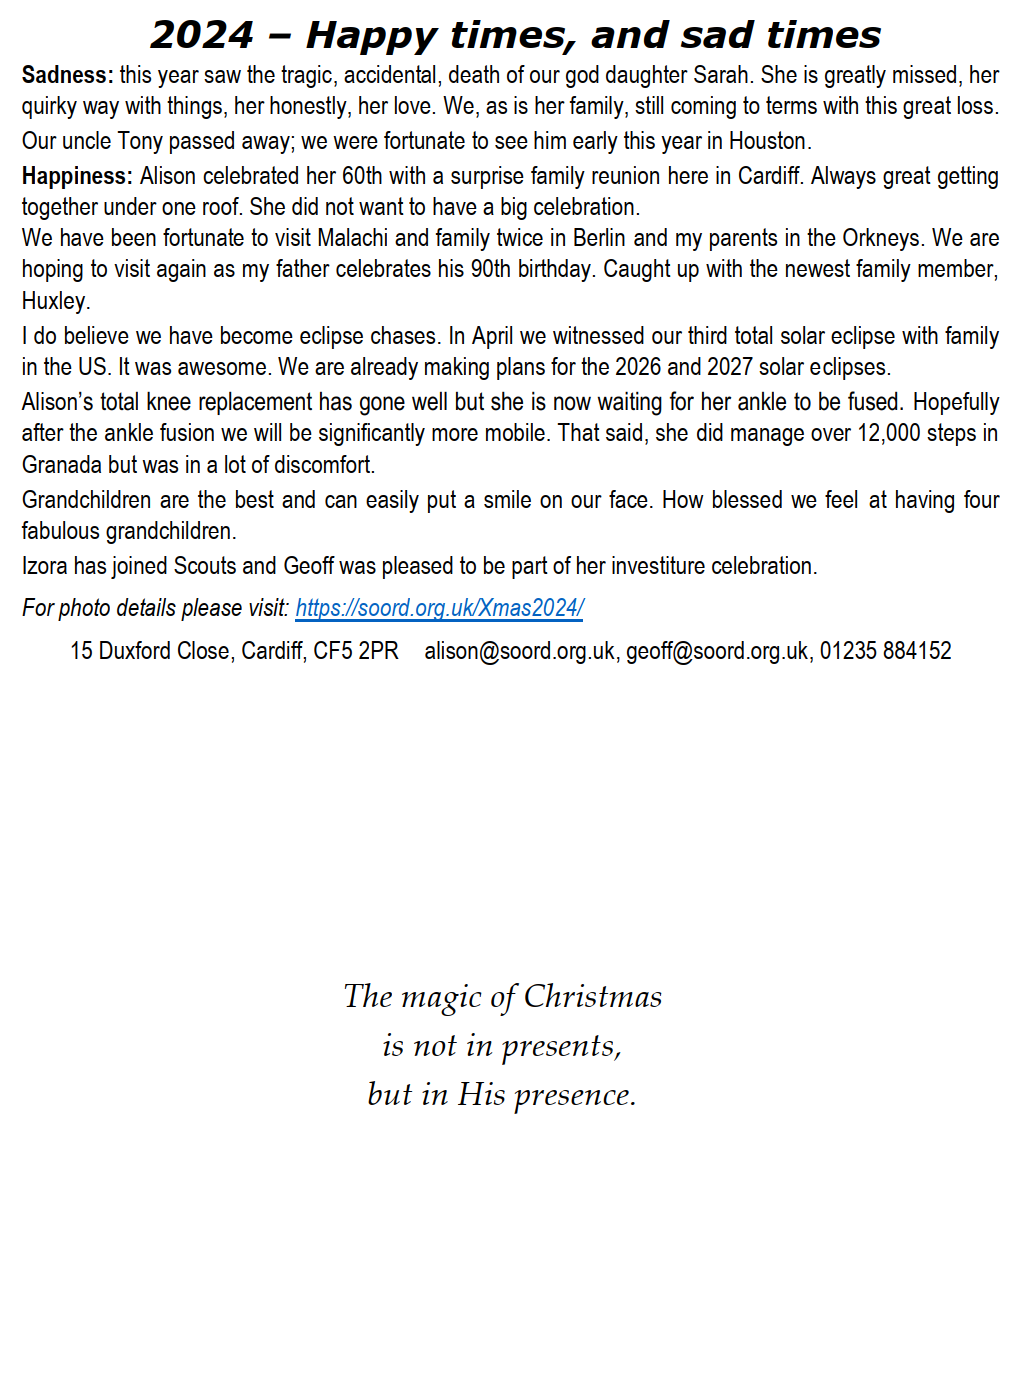 2024 – Happy times, and sad times
Sadness: this year saw the tragic, accidental, death of our god daughter Sarah. She is greatly missed, her
quirky way with things, her honestly, her love. We, as is her family, still coming to terms with this great loss.
Our uncle Tony passed away; we were fortunate to see him early this year in Houston.
Happiness: Alison celebrated her 60th with a surprise family reunion here in Cardiff. Always great getting
together under one roof. She did not want to have a big celebration.
We have been fortunate to visit Malachi and family twice in Berlin and my parents in the Orkneys. We are
hoping to visit again as my father celebrates his 90th birthday. Caught up with the newest family member,
Huxley.
I do believe we have become eclipse chases. In April we witnessed our third total solar eclipse with family
in the US. It was awesome. We are already making plans for the 2026 and 2027 solar eclipses.
Alison’s total knee replacement has gone well but she is now waiting for her ankle to be fused. Hopefully
after the ankle fusion we will be significantly more mobile. That said, she did manage over 12,000 steps in
Granada but was in a lot of discomfort.
Grandchildren are the best and can easily put a smile on our face. How blessed we feel at having four
fabulous grandchildren.
Izora has joined Scouts and Geoff was pleased to be part of her investiture celebration.
For photo details please visit: https://soord.org.uk/Xmas2024/
15 Duxford Close, Cardiff, CF5 2PR alison@soord.org.uk, geoff@soord.org.uk, 01235 884152
The magic of Christmas
is not in presents,
but in His presence.